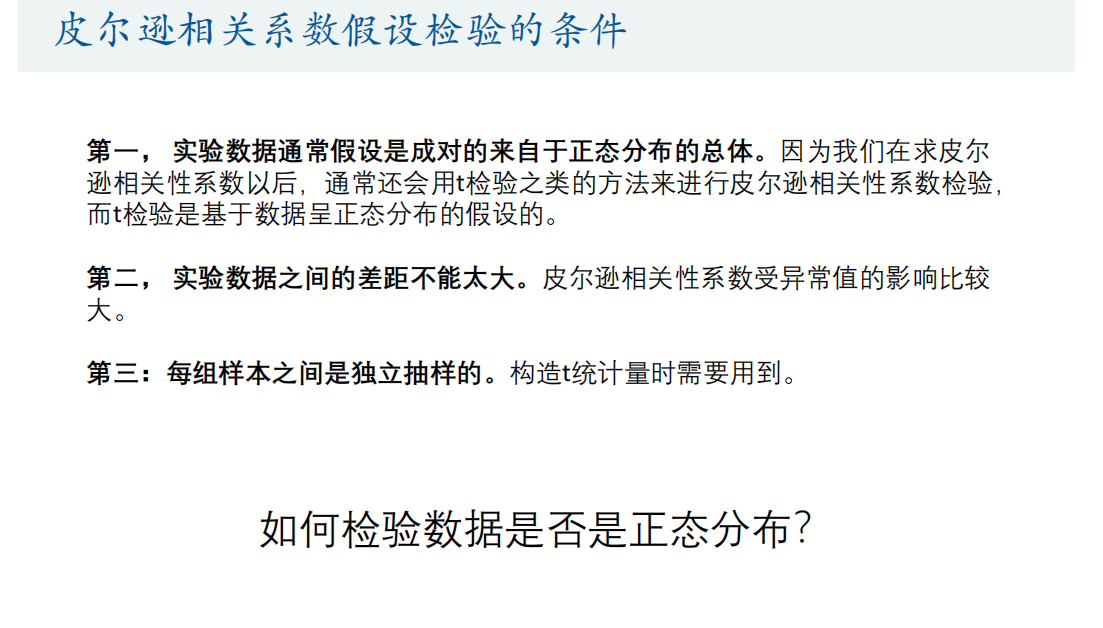 皮尔逊相关系数假设检验的条件
第一， 实验数据通常假设是成对的来自于正态分布的总体。因为我们在求皮尔
逊相关性系数以后，通常还会用t检验之类的方法来进行皮尔逊相关性系数检验，
而t检验是基于数据呈正态分布的假设的。
第二， 实验数据之间的差距不能太大。皮尔逊相关性系数受异常值的影响比较
大。
第三：每组样本之间是独立抽样的。构造t统计量时需要用到。
如何检验数据是否是正态分布？